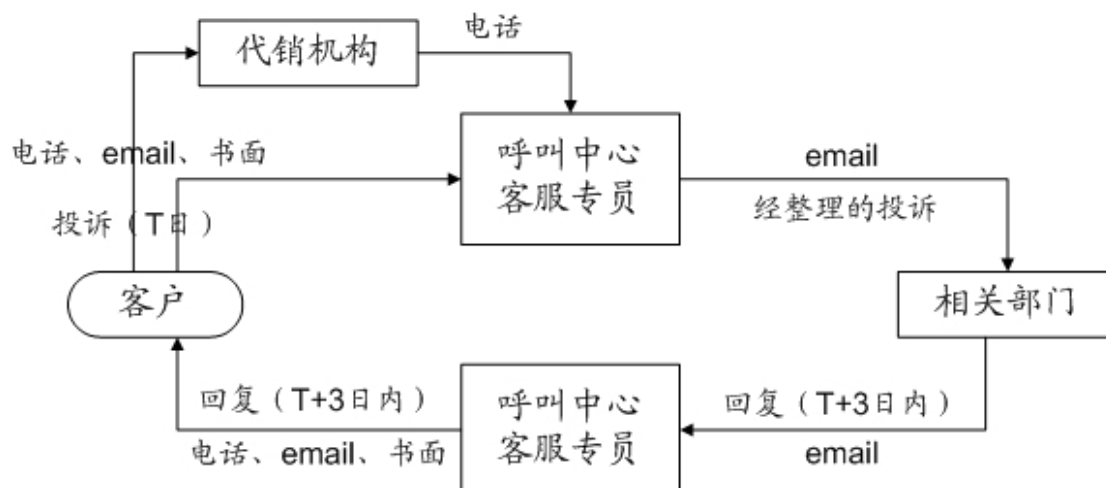 电话
代销机构
呼叫中心
客服专员
电话、email、书面
email
投诉（T日）
经整理的投诉
客户
相关部门
回复（T+3日内）
呼叫中心
客服专员
回复（T+3日内）
电话、email、书面
email